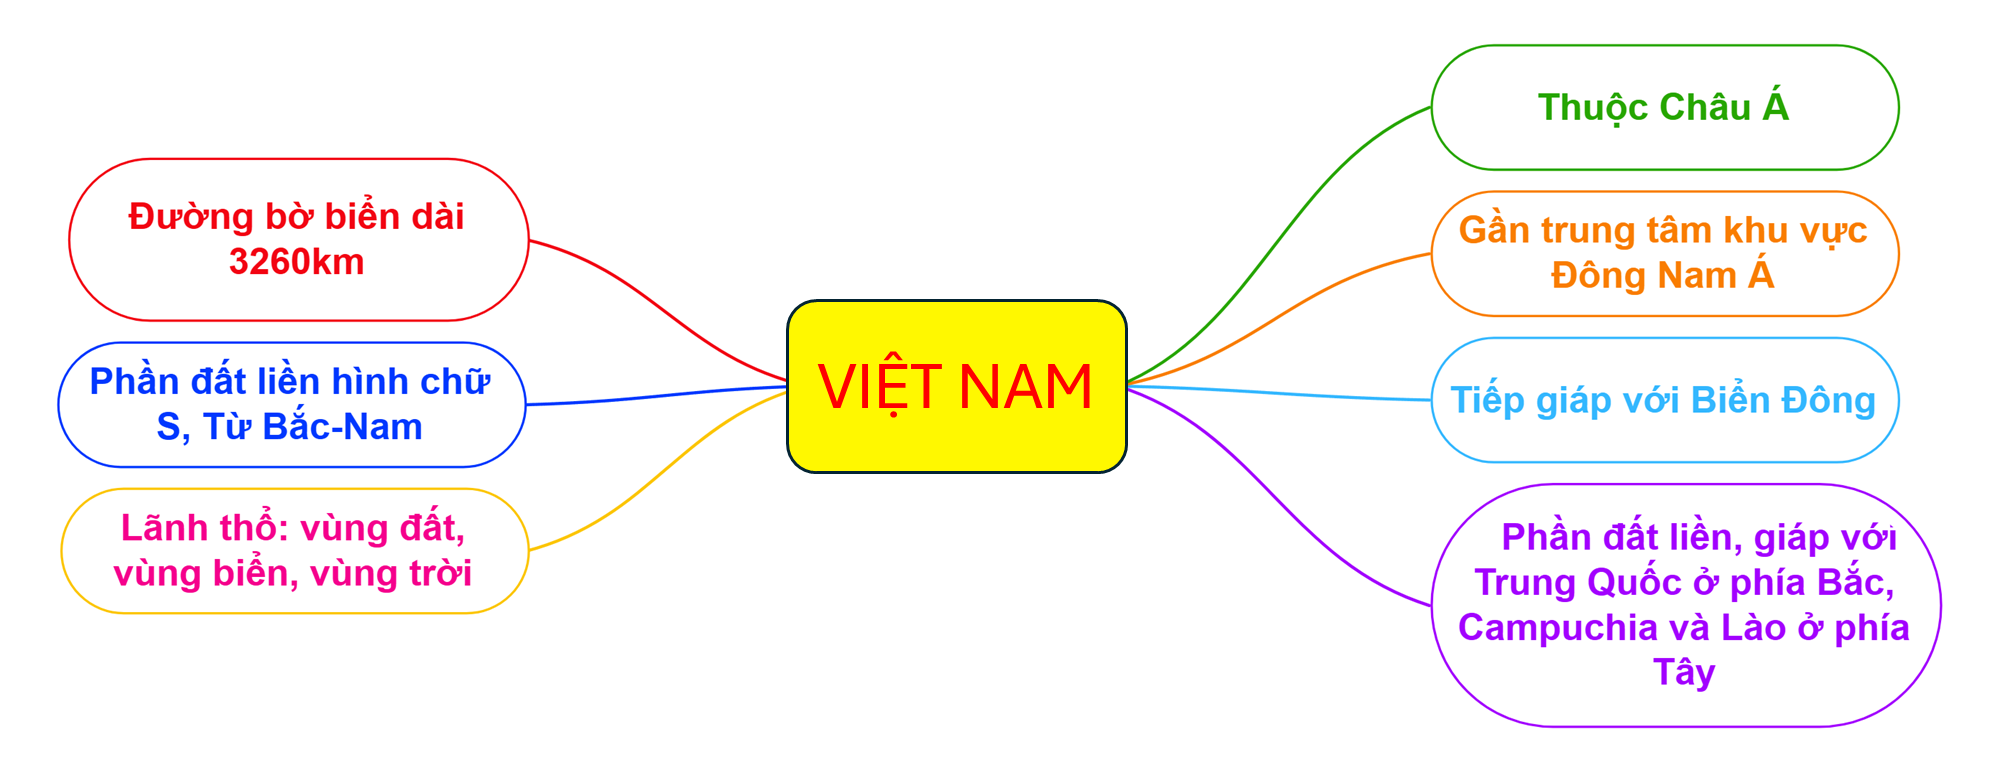 Đường bờ biển dài
3260km
Phần đất liền hình chữ
S, Từ Bắc-Nam
Lãnh thổ: vùng đất,
vùng biển, vùng trời
VIỆT NAM
Thuộc Châu Á
Gần trung tâm khu vực
Đông Nam Á
Tiếp giáp với Biển Đông
Phần đất liền, giáp với
Trung Quốc ở phía Bắc,
Campuchia và Lào ở phía
Tây